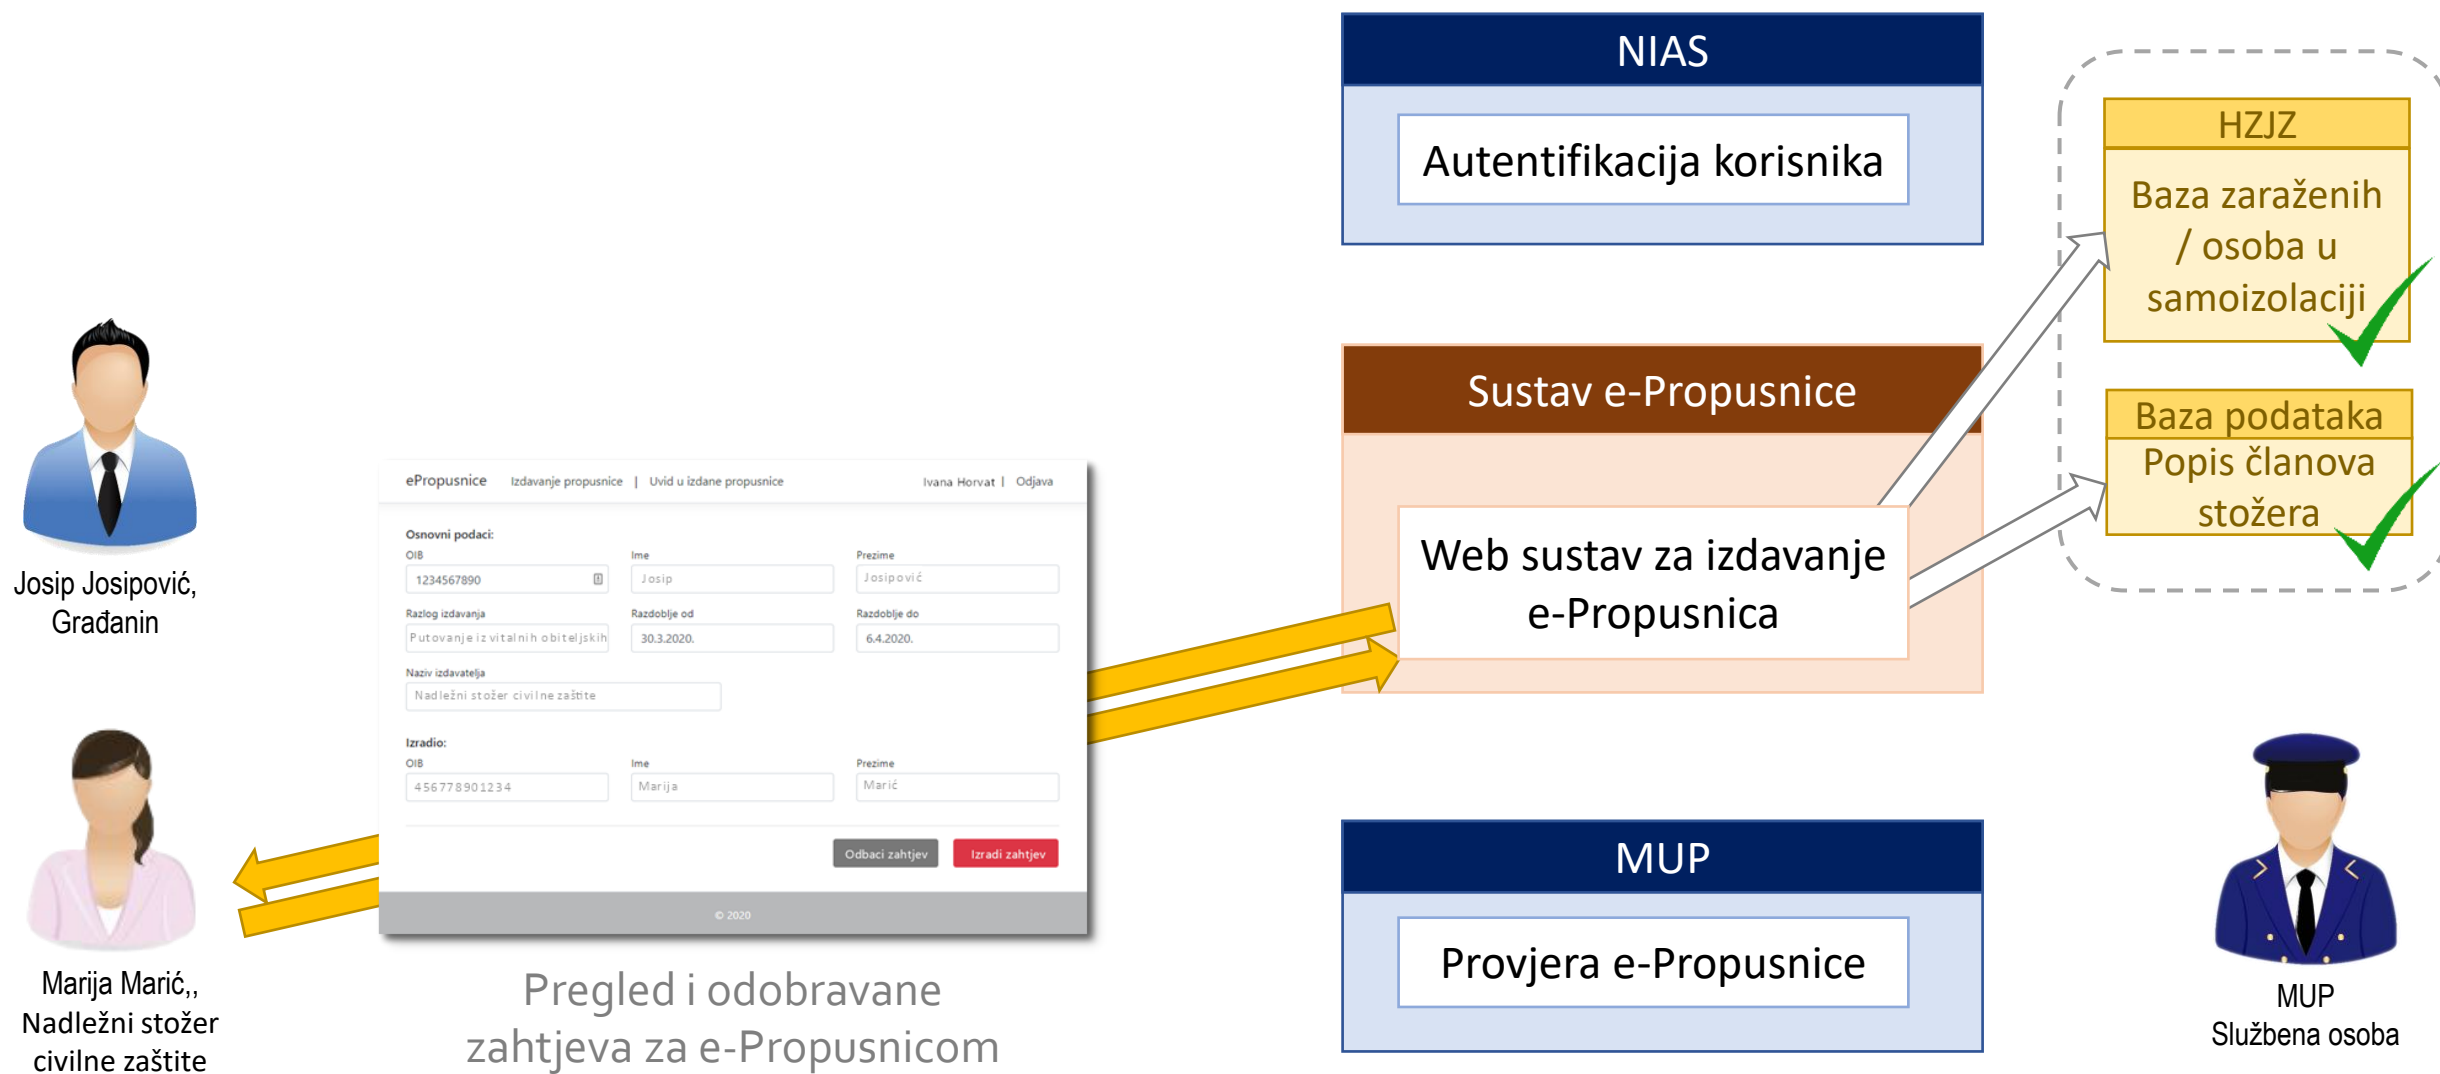 NIAS
Autentifikacija korisnika
HZJZ
Baza zaraženih
/ osoba u
samoizolaciji
Sustav e-Propusnice
Web sustav za izdavanje
e-Propusnica
Baza podataka
Popis članova
stožera
Josip Josipović,
Građanin
ePropusnice Izdavanje propusnice | Uvid u izdane propusnice Ivana Horvat | Odjava
Osnovni podaci:
OIB Ime Prezime
1234567890 Josip Josipović
Razlog izdavanja Razdoblje od Razdoblje do
Putovanje iz vitalnih obiteljskih 30.3.2020. 6.4.2020.
Naziv izdavatelja
Nadležni stožer civilne zaštite
Izradio:
OIB Ime Prezime
456778901234 Marija Marić
Odbaci zahtjev Izradi zahtjev
© 2020
Marija Marić,,
Nadležni stožer
civilne zaštite
Pregled i odobravane
zahtjeva za e-Propusnicom
MUP
Provjera e-Propusnice
MUP
Službena osoba